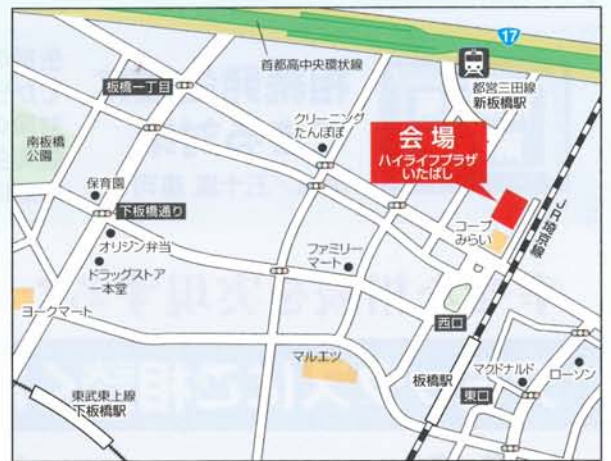 17
首都高中央環状線
都営三田線
新板橋駅
板橋一丁目
クリーニング
たんぽぽ
会場
ハイライフプラザ
いたばし
南板橋
公園
保育園
下板橋通り
JR埼京線
コープ
みらい
オリジン弁当
ファミリー
マート
ドラッグストア
一本堂
ヨークマート
西口
マルエツ
板橋駅
マクドナルド
ローソン
東口
東武東上線
下板橋駅